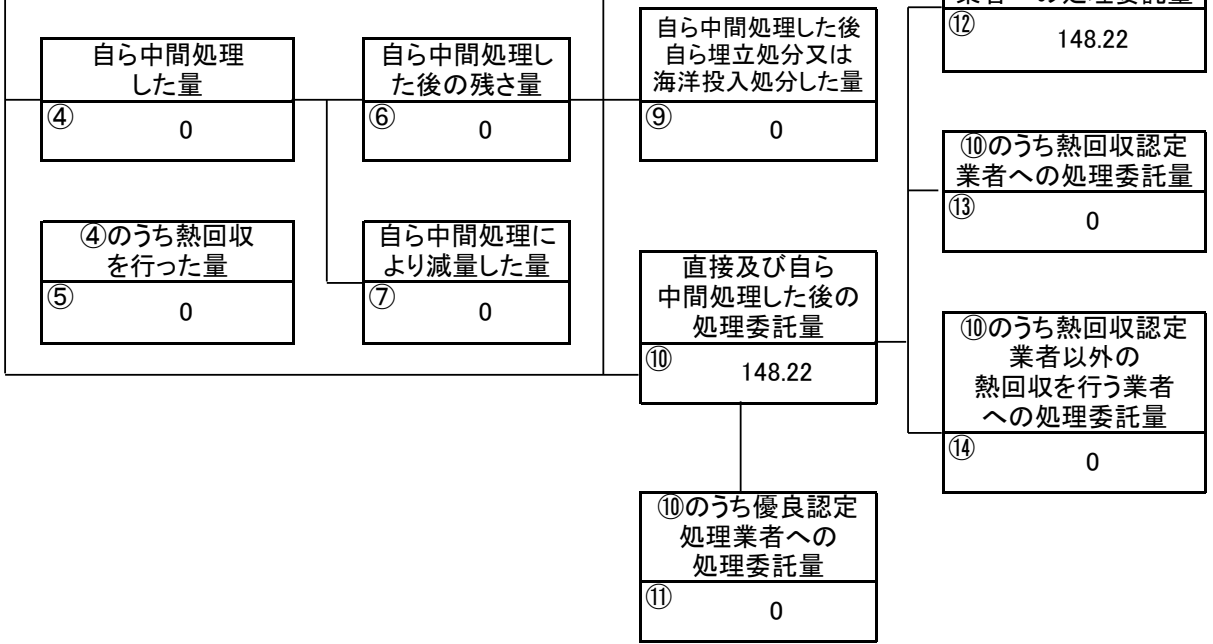 業者への処理委託量
⑫
148.22
自ら中間処理
した量
④
0
自ら中間処理し
た後の残さ量
⑥
0
自ら中間処理した後
自ら埋立処分又は
海洋投入処分した量
⑨
0
⑩のうち熱回収認定
業者への処理委託量
⑬
0
④のうち熱回収
を行った量
⑤
0
自ら中間処理に
より減量した量
⑦
0
直接及び自ら
中間処理した後の
処理委託量
⑩
148.22
⑩のうち熱回収認定
業者以外の
熱回収を行う業者
への処理委託量
⑭
0
⑩のうち優良認定
処理業者への
処理委託量
⑪
0